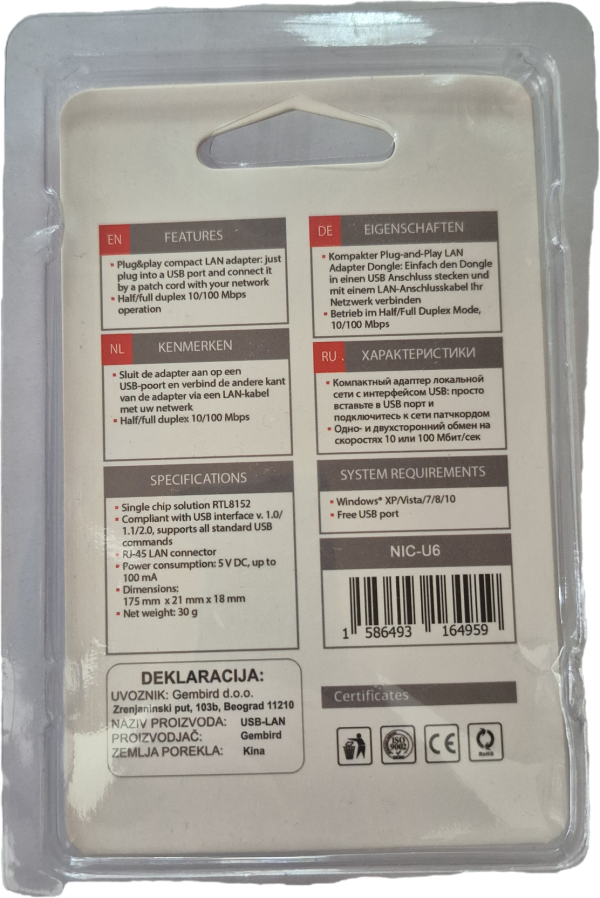 EN FEATURES
▪ Plug&play compact LAN adapter: just
plug into a USB port and connect it
by a patch cord with your network
▪ Half/full duplex 10/100 Mbps
operation
DE EIGENSCHAFTEN
▪ Kompakter Plug-and-Play LAN
Adapter Dongle: Einfach den Dongle
in einen USB Anschluss stecken und
mit einem LAN-Anschlusskabel Ihr
Netzwerk verbinden
▪ Betrieb im Half/Full Duplex Mode,
10/100 Mbps
NL KENMERKEN
▪ Sluit de adapter aan op een
USB-poort en verbind de andere kant
van de adapter via een LAN-kabel
met uw netwerk
▪ Half/full duplex 10/100 Mbps
RU . ХАРАКТЕРИСТИКИ
▪ Компактный адаптер локальной
сети с интерфейсом USB: просто
вставьте в USB порт и
подключитесь к сети патчкордом
▪ Одно- и двухсторонний обмен на
скоростях 10 или 100 Мбит/сек
SPECIFICATIONS
▪ Single chip solution RTL8152
▪ Compliant with USB interface v. 1.0/
1.1/2.0, supports all standard USB
commands
▪ RJ-45 LAN connector
▪ Power consumption: 5 V DC, up to
100 mA
▪ Dimensions:
175 mm x 21 mm x 18 mm
▪ Net weight: 30 g
SYSTEM REQUIREMENTS
▪ Windows® XP/Vista/7/8/10
▪ Free USB port
NIC-U6
1 586493 164959
DEKLARACIJA:
UVOZNIK: Gembird d.o.o.
Zrenjaninski put, 103b, Beograd 11210
NAZIV PROIZVODA: USB-LAN
PROIZVODJAČ: Gembird
ZEMLJA POREKLA: Kina
Certificates
ISO
9002
CE
RoHS